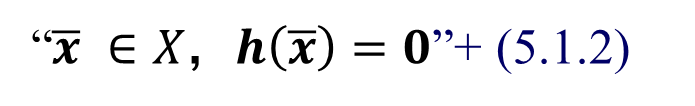 “x̅ ∈ X, h(x̅) = 0”+ (5.1.2)